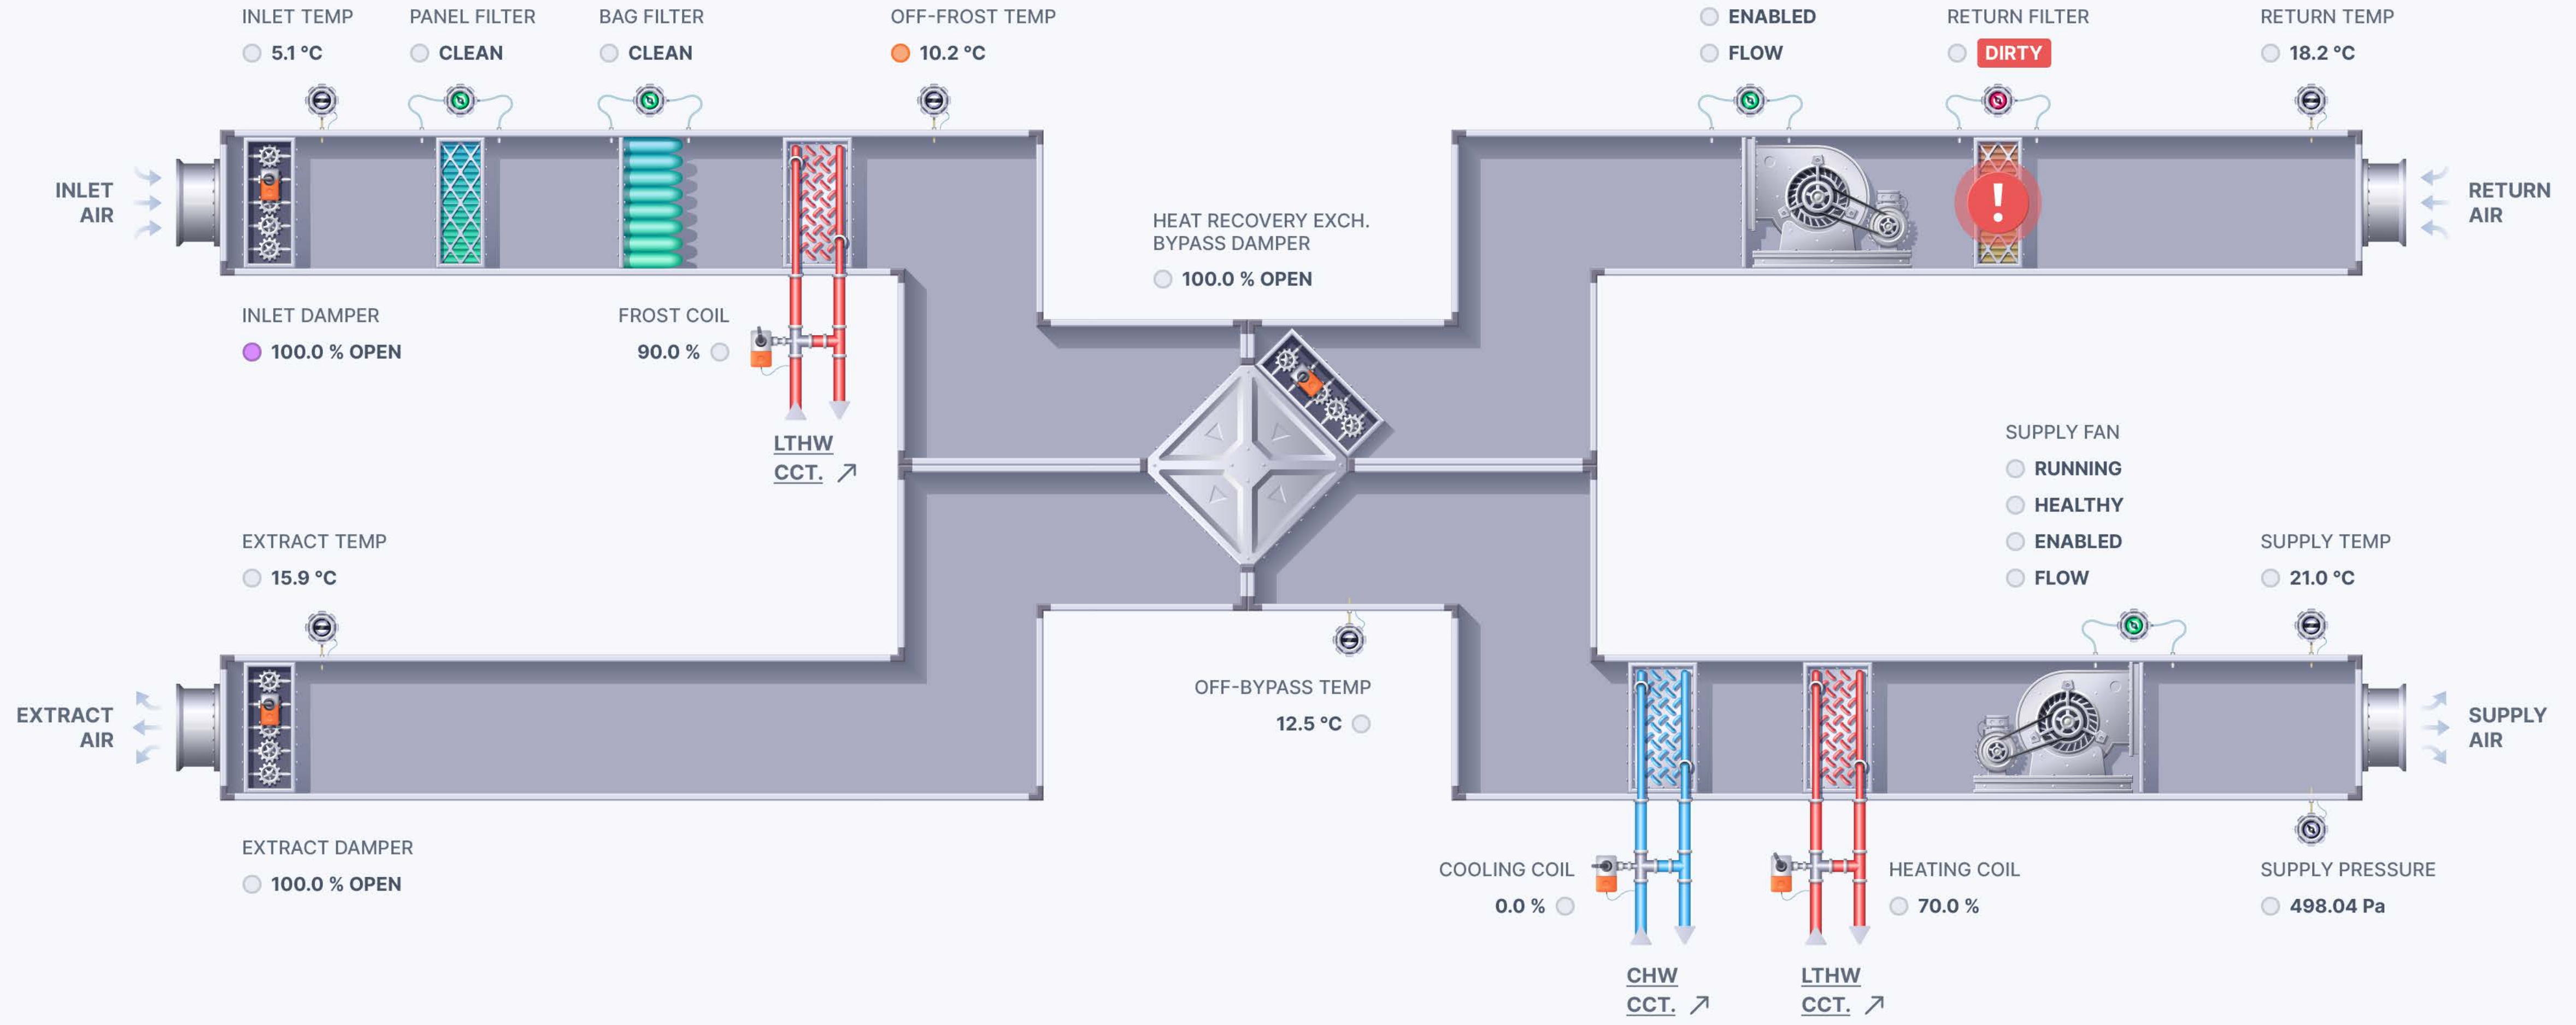 INLET TEMP
5.1 °C
PANEL FILTER
CLEAN
BAG FILTER
CLEAN
OFF-FROST TEMP
10.2 °C
ENABLED
FLOW
RETURN FILTER
DIRTY
RETURN TEMP
18.2 °C
INLET
AIR
RETURN
AIR
HEAT RECOVERY EXCH.
BYPASS DAMPER
100.0 % OPEN
INLET DAMPER
100.0 % OPEN
FROST COIL
90.0 %
LTHW
CCT.
SUPPLY FAN
RUNNING
HEALTHY
ENABLED
FLOW
EXTRACT TEMP
15.9 °C
SUPPLY TEMP
21.0 °C
OFF-BYPASS TEMP
12.5 °C
EXTRACT
AIR
SUPPLY
AIR
EXTRACT DAMPER
100.0 % OPEN
COOLING COIL
0.0 %
HEATING COIL
70.0 %
SUPPLY PRESSURE
498.04 Pa
CHW
CCT.
LTHW
CCT.